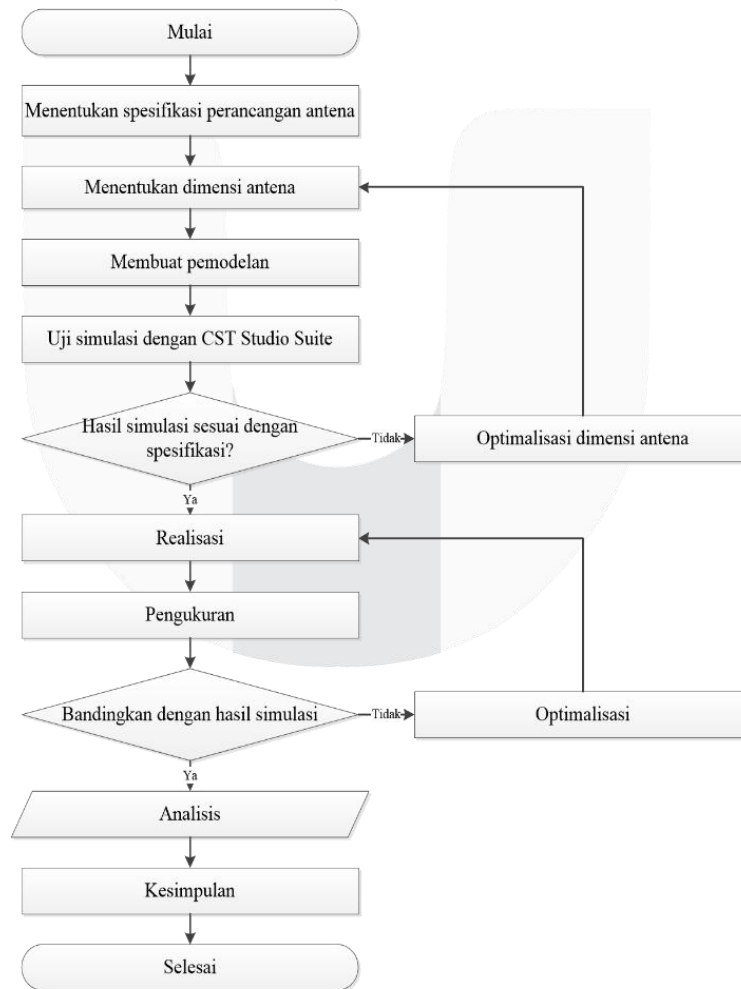 Mulai
Menentukan spesifikasi perancangan antena
Menentukan dimensi antena
Membuat pemodelan
Uji simulasi dengan CST Studio Suite
Hasil simulasi sesuai dengan
spesifikasi?
Tidak
Optimalisasi dimensi antena
Ya
Realisasi
Pengukuran
Bandingkan dengan hasil simulasi
Tidak
Optimalisasi
Ya
Analisis
Kesimpulan
Selesai